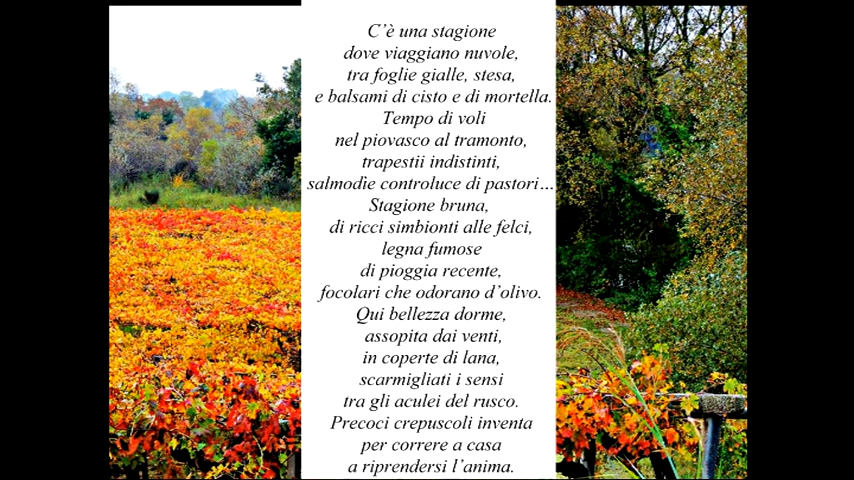 C’è una stagione
dove viaggiano nuvole,
tra foglie gialle, stesa,
e balsami di cisto e di mortella.
Tempo di voli
nel piovasco al tramonto,
trapestii indistinti,
salmodìe controluce di pastori…
Stagione bruna,
di ricci simbionti alle felci,
legna fumose
di pioggia recente,
focolari che odorano d’olivo.
Qui bellezza dorme,
assopita dai venti,
in coperte di lana,
scarmigliati i sensi
tra gli aculei del rusco.
Precoci crepuscoli inventa
per correre a casa
a riprendersi l’anima.